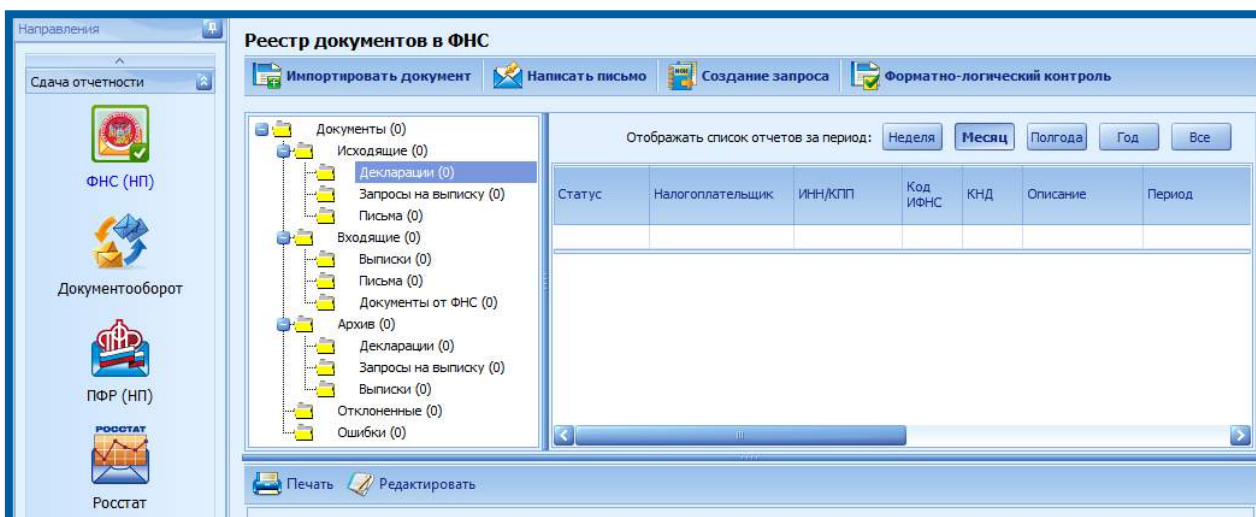 Направления
Сдача отчетности
ФНС (НП)
Документооборот
ПФР (НП)
РОССТАТ
Росстат
Реестр документов в ФНС
Импортировать документ Написать письмо Создание запроса Форматно-логический контроль
Документы (0)
Исходящие (0)
Декларации (0)
Запросы на выписку (0)
Письма (0)
Входящие (0)
Выписки (0)
Письма (0)
Документы от ФНС (0)
Архив (0)
Декларации (0)
Запросы на выписку (0)
Выписки (0)
Отклоненные (0)
Ошибки (0)
Отображать список отчетов за период: Неделя Месяц Полгода Год Все
Статус Налогоплательщик ИНН/КПП Код ИФНС КНД Описание Период
Печать Редактировать